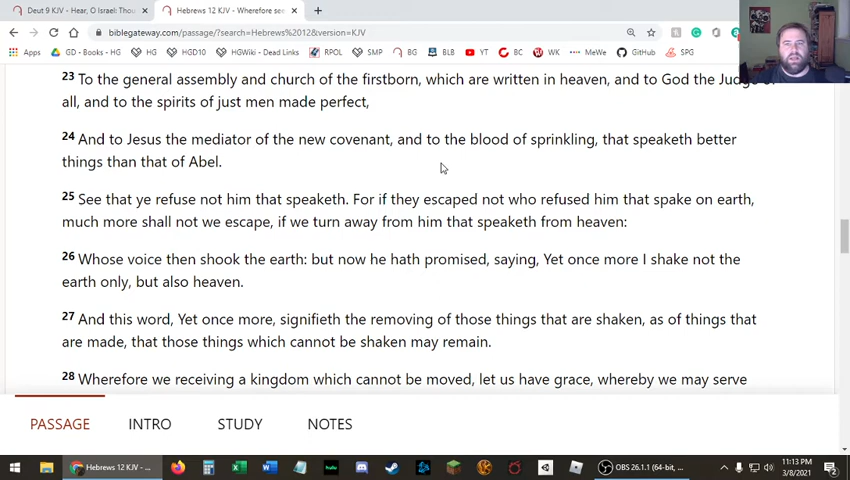 Deut 9 KJV - Hear, O Israel: Thou
Hebrews 12 KJV - Wherefore see
biblegateway.com/passage/?search=Hebrews%2012&version=KJV
Apps GD - Books - HG HG HGD10 HGWiki - Dead Links RPOL SMP BG BLB YT BC WK MeWe GitHub SPG
23 To the general assembly and church of the firstborn, which are written in heaven, and to God the Judge of
all, and to the spirits of just men made perfect,
24 And to Jesus the mediator of the new covenant, and to the blood of sprinkling, that speaketh better
things than that of Abel.
25 See that ye refuse not him that speaketh. For if they escaped not who refused him that spake on earth,
much more shall not we escape, if we turn away from him that speaketh from heaven:
26 Whose voice then shook the earth: but now he hath promised, saying, Yet once more I shake not the
earth only, but also heaven.
27 And this word, Yet once more, signifieth the removing of those things that are shaken, as of things that
are made, that those things which cannot be shaken may remain.
28 Wherefore we receiving a kingdom which cannot be moved, let us have grace, whereby we may serve
PASSAGE INTRO STUDY NOTES
Hebrews 12 KJV - ...
OBS 26.1.1 (64-bit, ...
11:13 PM
3/8/2021
2